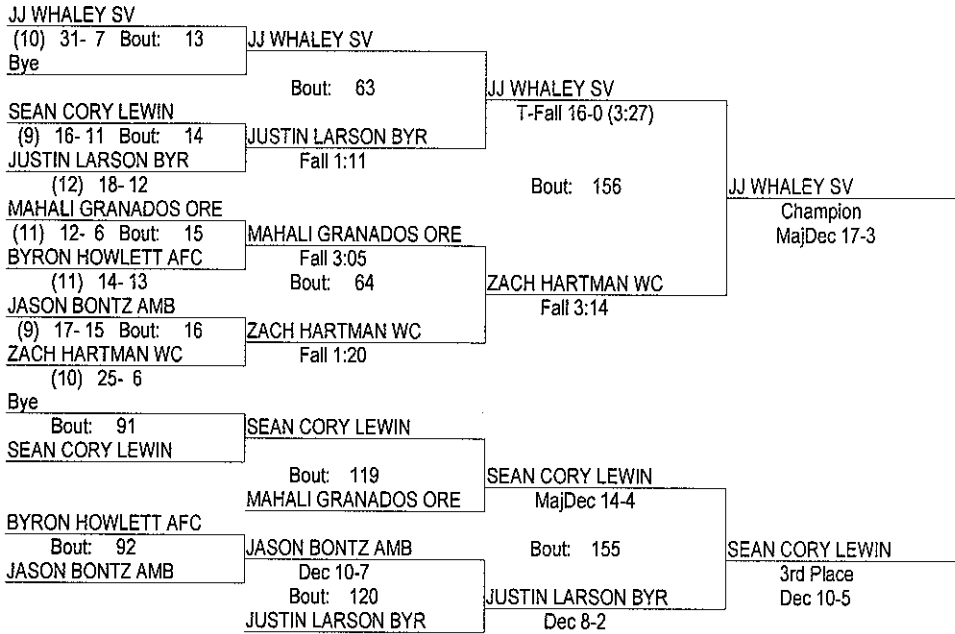 JJ WHALEY SV
(10) 31- 7 Bout: 13
Bye
JJ WHALEY SV
Bout: 63
SEAN CORY LEWIN
(9) 16- 11 Bout: 14
JUSTIN LARSON BYR
(12) 18- 12
JUSTIN LARSON BYR
Fall 1:11
JJ WHALEY SV
T-Fall 16-0 (3:27)
Bout: 156
MAHALI GRANADOS ORE
(11) 12- 6 Bout: 15
BYRON HOWLETT AFC
(11) 14- 13
MAHALI GRANADOS ORE
Fall 3:05
Bout: 64
JASON BONTZ AMB
(9) 17- 15 Bout: 16
ZACH HARTMAN WC
(10) 25- 6
ZACH HARTMAN WC
Fall 1:20
ZACH HARTMAN WC
Fall 3:14
JJ WHALEY SV
Champion
MajDec 17-3
Bye
Bout: 91
SEAN CORY LEWIN
SEAN CORY LEWIN
Bout: 119
MAHALI GRANADOS ORE
SEAN CORY LEWIN
MajDec 14-4
Bout: 155
BYRON HOWLETT AFC
Bout: 92
JASON BONTZ AMB
JASON BONTZ AMB
Dec 10-7
Bout: 120
JUSTIN LARSON BYR
JUSTIN LARSON BYR
Dec 8-2
SEAN CORY LEWIN
3rd Place
Dec 10-5